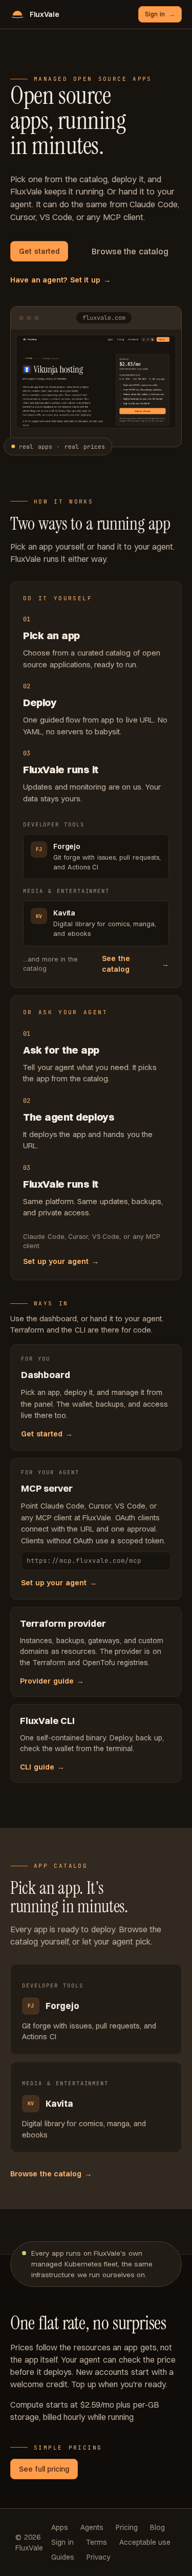 FluxVale
Sign in →
MANAGED OPEN SOURCE APPS
Open source
apps, running
in minutes.
Pick one from the catalog, deploy it, and
FluxVale keeps it running. Or hand it to your
agent. It can do the same from Claude Code,
Cursor, VS Code, or any MCP client.
Get started
Browse the catalog
Have an agent? Set it up →
fluxvale.com
Vikunja hosting
$2.83/mo
real apps · real prices
HOW IT WORKS
Two ways to a running app
Pick an app yourself, or hand it to your agent.
FluxVale runs it either way.
DO IT YOURSELF
01
Pick an app
Choose from a curated catalog of open
source applications, ready to run.
02
Deploy
One guided flow from app to live URL. No
YAML, no servers to babysit.
03
FluxVale runs it
Updates and monitoring are on us. Your
data stays yours.
DEVELOPER TOOLS
FJ
Forgejo
Git forge with issues, pull requests,
and Actions CI
MEDIA & ENTERTAINMENT
KV
Kavita
Digital library for comics, manga,
and ebooks
...and more in the
catalog
See the
catalog →
OR ASK YOUR AGENT
01
Ask for the app
Tell your agent what you need. It picks
the app from the catalog.
02
The agent deploys
It deploys the app and hands you the
URL.
03
FluxVale runs it
Same platform. Same updates, backups,
and private access.
Claude Code, Cursor, VS Code, or any MCP
client
Set up your agent →
WAYS IN
Use the dashboard, or hand it to your agent.
Terraform and the CLI are there for code.
FOR YOU
Dashboard
Pick an app, deploy it, and manage it from
the panel. The wallet, backups, and access
live there too.
Get started →
FOR YOUR AGENT
MCP server
Point Claude Code, Cursor, VS Code, or
any MCP client at FluxVale. OAuth clients
connect with the URL and one approval.
Clients without OAuth use a scoped token.
https://mcp.fluxvale.com/mcp
Set up your agent →
Terraform provider
Instances, backups, gateways, and custom
domains as resources. The provider is on
the Terraform and OpenTofu registries.
Provider guide →
FluxVale CLI
One self-contained binary. Deploy, back up,
check the wallet from the terminal.
CLI guide →
APP CATALOG
Pick an app. It's
running in minutes.
Every app is ready to deploy. Browse the
catalog yourself, or let your agent pick.
DEVELOPER TOOLS
FJ
Forgejo
Git forge with issues, pull requests, and
Actions CI
MEDIA & ENTERTAINMENT
KV
Kavita
Digital library for comics, manga, and
ebooks
Browse the catalog →
Every app runs on FluxVale's own
managed Kubernetes fleet, the same
infrastructure we run ourselves on.
One flat rate, no surprises
Prices follow the resources an app gets, not
the app itself. Your agent can check the price
before it deploys. New accounts start with a
welcome credit. Top up when you're ready.
Compute starts at $2.59/mo plus per-GB
storage, billed hourly while running
SIMPLE PRICING
See full pricing
© 2026
FluxVale
Apps Agents Pricing Blog
Sign in Terms Acceptable use
Guides Privacy